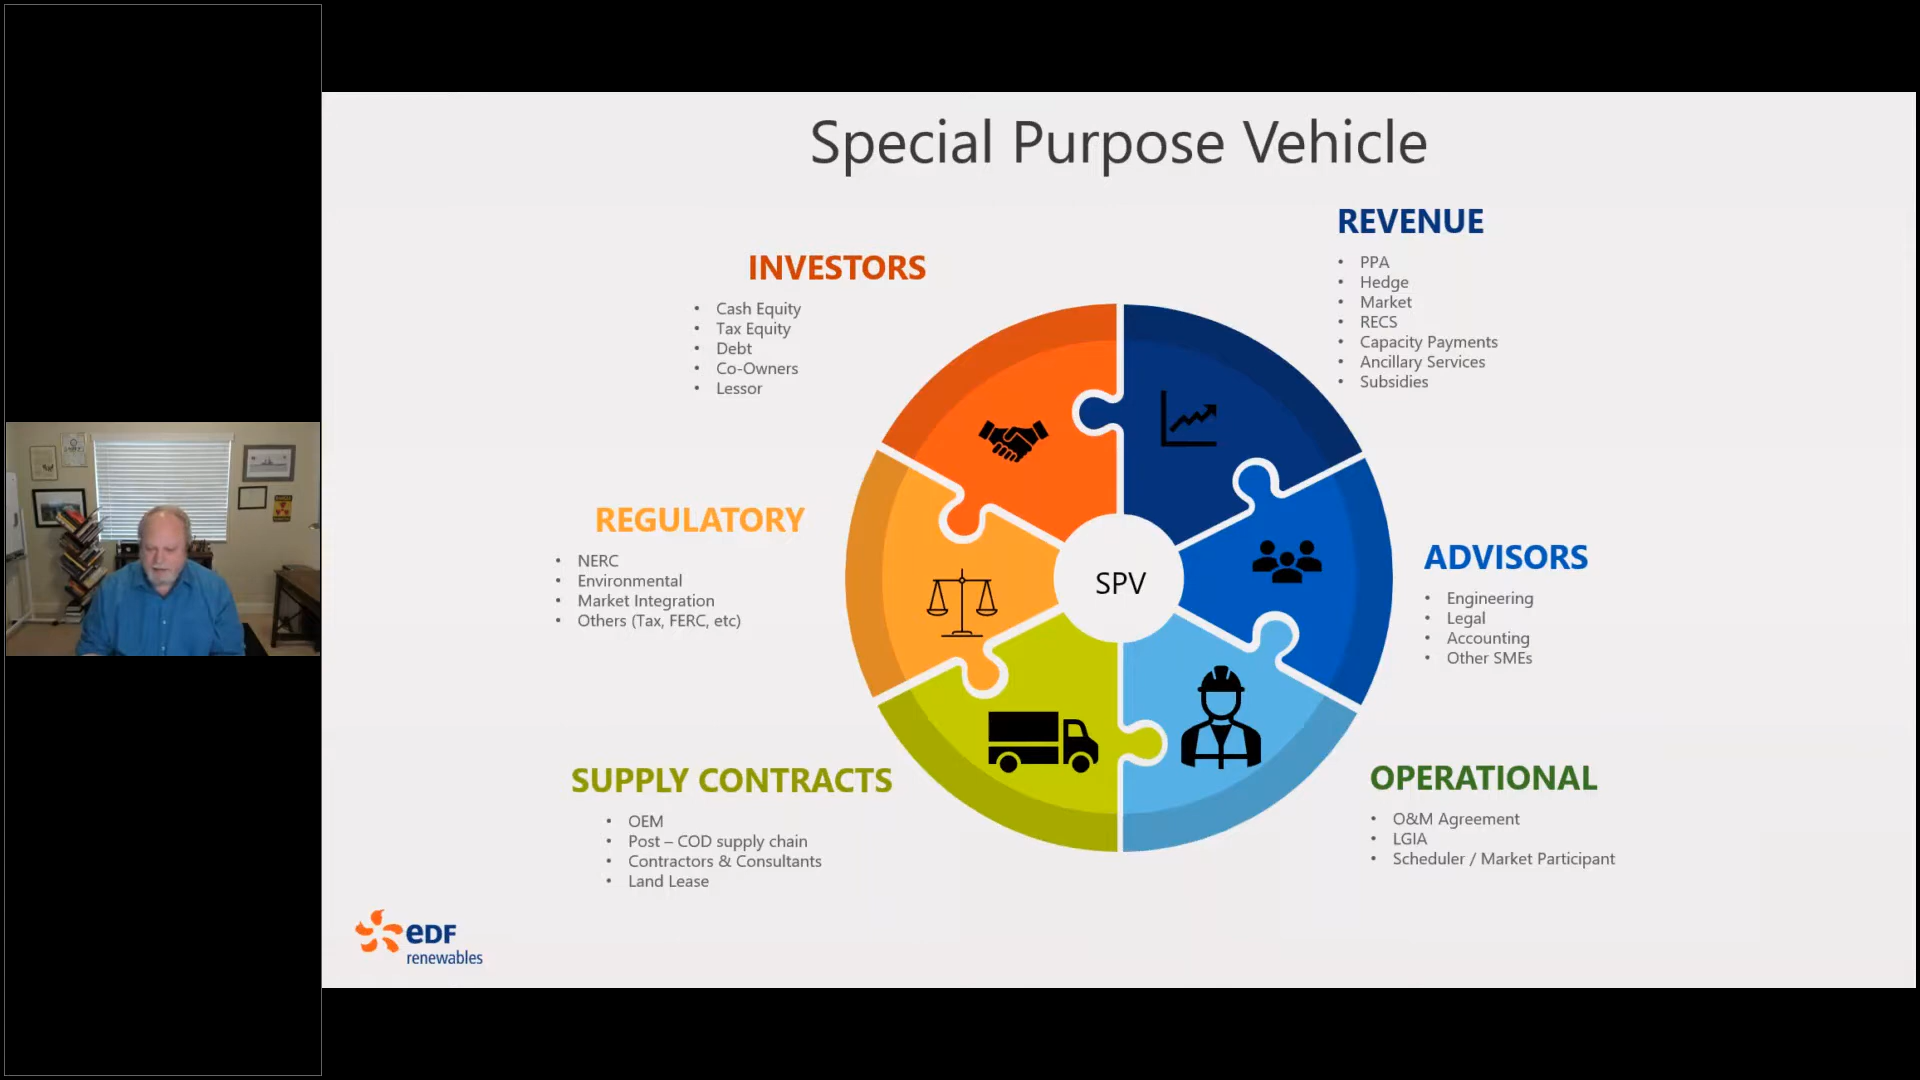 Special Purpose Vehicle
INVESTORS
• Cash Equity
• Tax Equity
• Debt
• Co-Owners
• Lessor
REVENUE
• PPA
• Hedge
• Market
• RECS
• Capacity Payments
• Ancillary Services
• Subsidies
REGULATORY
• NERC
• Environmental
• Market Integration
• Others (Tax, FERC, etc)
SPV
ADVISORS
• Engineering
• Legal
• Accounting
• Other SMEs
SUPPLY CONTRACTS
• OEM
• Post – COD supply chain
• Contractors & Consultants
• Land Lease
OPERATIONAL
• O&M Agreement
• LGIA
• Scheduler / Market Participant
eDF
renewables